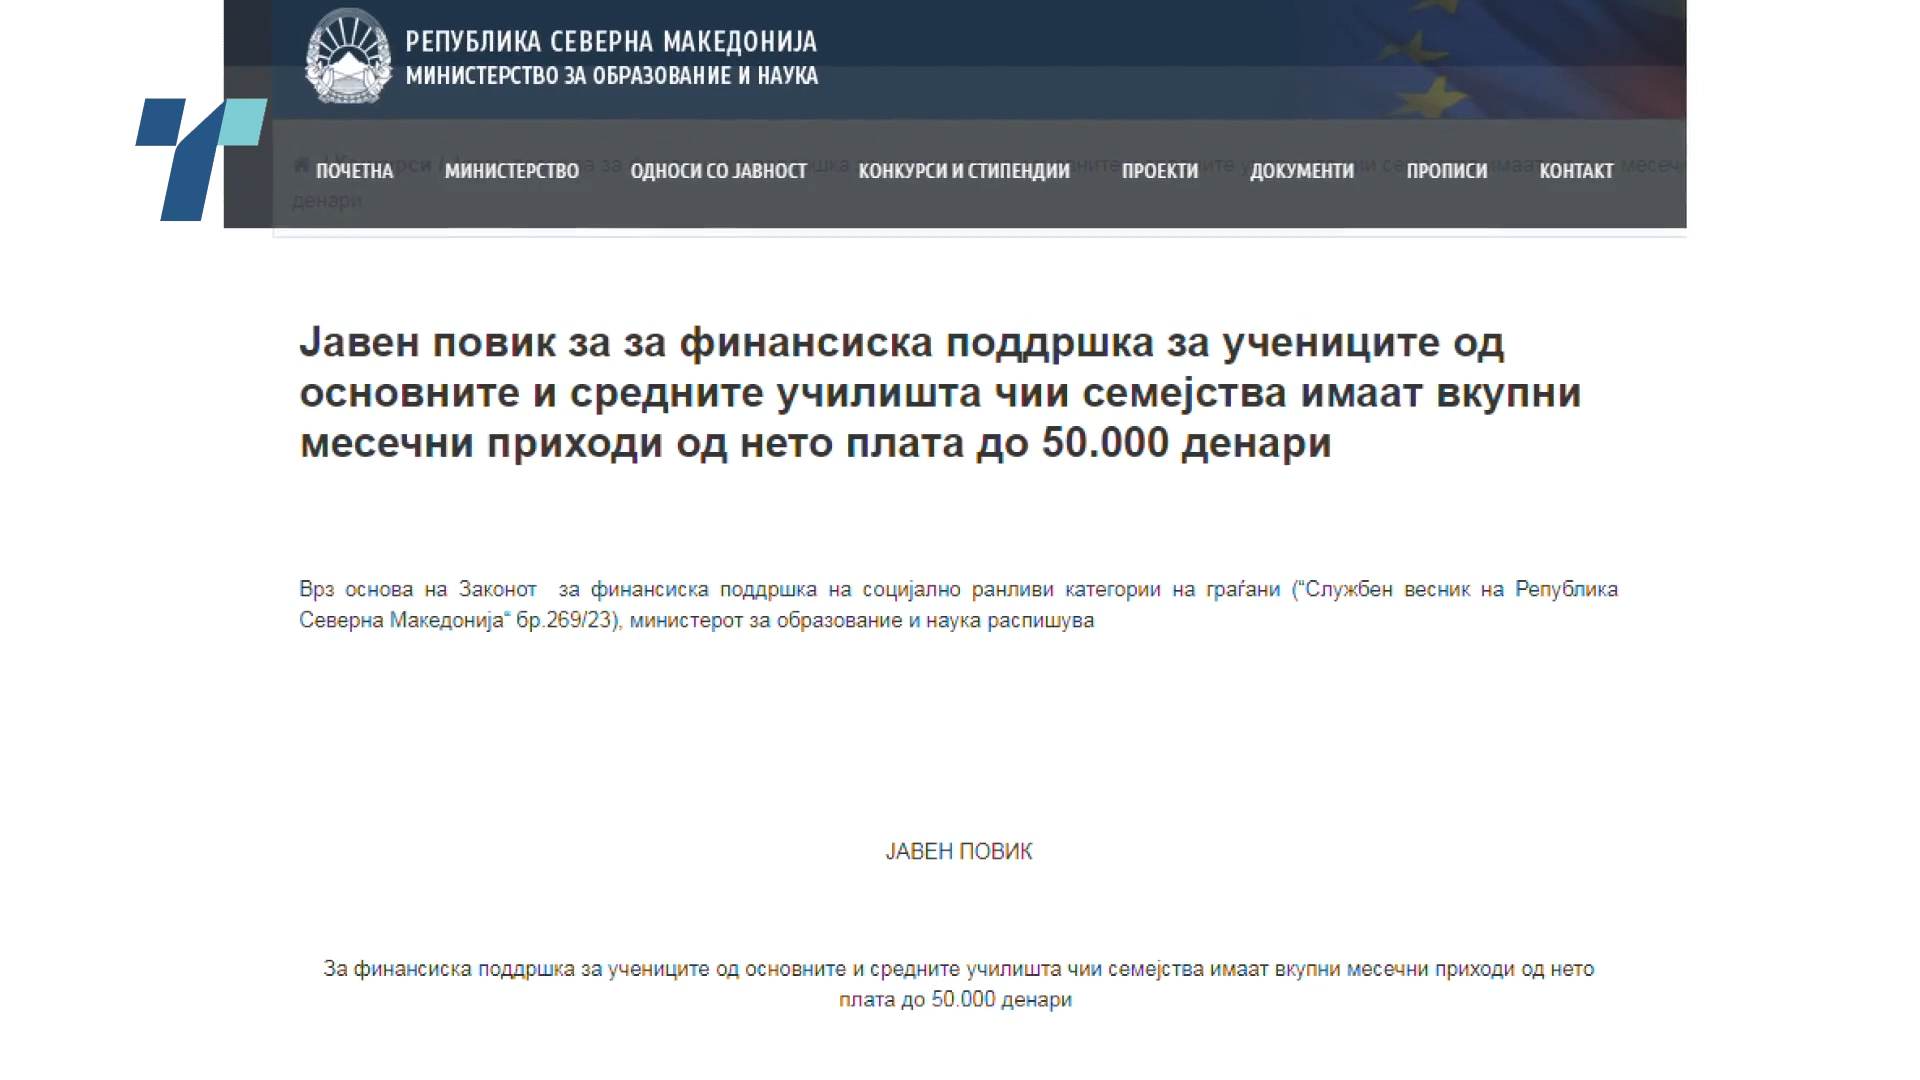 РЕПУБЛИКА СЕВЕРНА МАКЕДОНИЈА
МИНИСТЕРСТВО ЗА ОБРАЗОВАНИЕ И НАУКА
ПОЧЕТНА МИНИСТЕРСТВО ОДНОСИ СО ЈАВНОСТ КОНКУРСИ И СТИПЕНДИИ ПРОЕКТИ ДОКУМЕНТИ ПРОПИСИ КОНТАКТ
денари
Јавен повик за за финансиска поддршка за учениците од
основните и средните училишта чии семејства имаат вкупни
месечни приходи од нето плата до 50.000 денари
Врз основа на Законот за финансиска поддршка на социјално ранливи категории на граѓани (“Службен весник на Република
Северна Македонија“ бр.269/23), министерот за образование и наука распишува
ЈАВЕН ПОВИК
За финансиска поддршка за учениците од основните и средните училишта чии семејства имаат вкупни месечни приходи од нето
плата до 50.000 денари